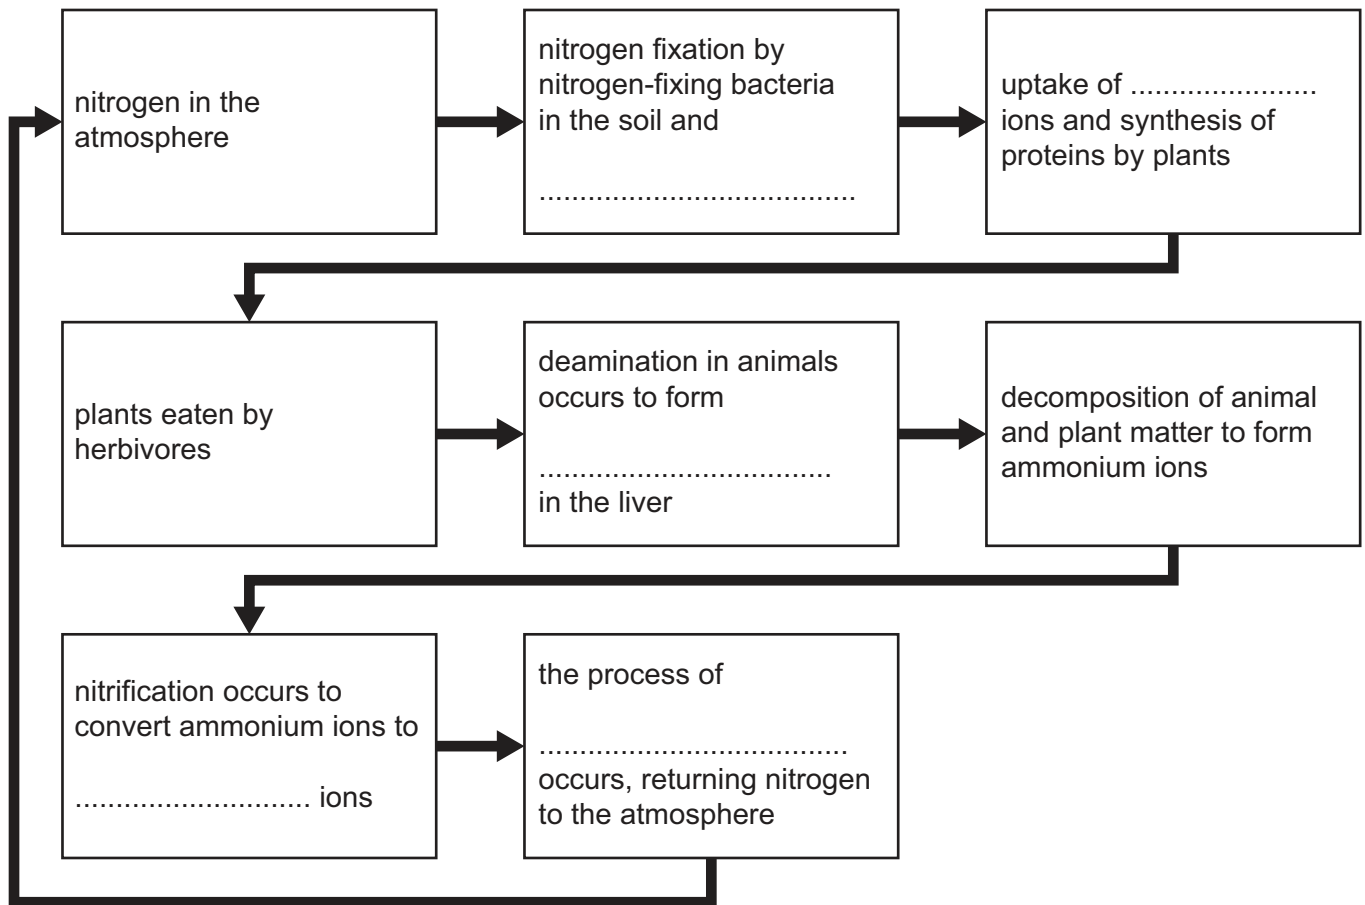 nitrogen in the
atmosphere
nitrogen fixation by
nitrogen-fixing bacteria
in the soil and
.......................................
uptake of .......................
ions and synthesis of
proteins by plants
plants eaten by
herbivores
deamination in animals
occurs to form
....................................
in the liver
decomposition of animal
and plant matter to form
ammonium ions
nitrification occurs to
convert ammonium ions to
............................. ions
the process of
......................................
occurs, returning nitrogen
to the atmosphere